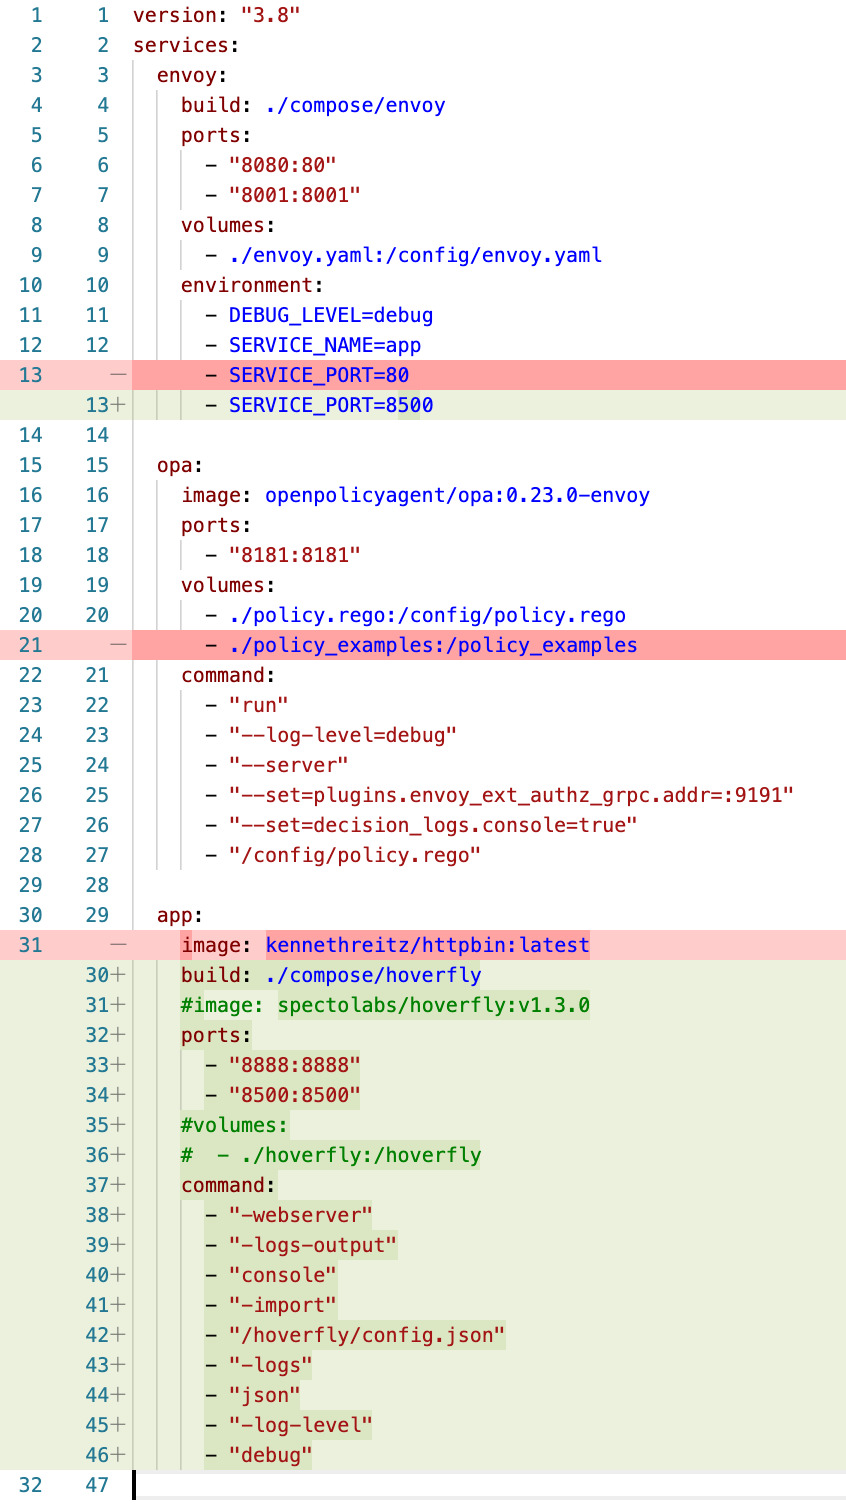 1 1 version: "3.8"
2 2 services:
3 3 envoy:
4 4 build: ./compose/envoy
5 5 ports:
6 6 - "8080:80"
7 7 - "8001:8001"
8 8 volumes:
9 9 - ./envoy.yaml:/config/envoy.yaml
10 10 environment:
11 11 - DEBUG_LEVEL=debug
12 12 - SERVICE_NAME=app
13 — - SERVICE_PORT=80
13+ - SERVICE_PORT=8500
14 14
15 15 opa:
16 16 image: openpolicyagent/opa:0.23.0-envoy
17 17 ports:
18 18 - "8181:8181"
19 19 volumes:
20 20 - ./policy.rego:/config/policy.rego
21 — - ./policy_examples:/policy_examples
22 21 command:
23 22 - "run"
24 23 - "--log-level=debug"
25 24 - "--server"
26 25 - "--set=plugins.envoy_ext_authz_grpc.addr=:9191"
27 26 - "--set=decision_logs.console=true"
28 27 - "/config/policy.rego"
29 28
30 29 app:
31 — image: kennethreitz/httpbin:latest
30+ build: ./compose/hoverfly
31+ #image: spectolabs/hoverfly:v1.3.0
32+ ports:
33+ - "8888:8888"
34+ - "8500:8500"
35+ #volumes:
36+ #  - ./hoverfly:/hoverfly
37+ command:
38+ - "-webserver"
39+ - "-logs-output"
40+ - "console"
41+ - "-import"
42+ - "/hoverfly/config.json"
43+ - "-logs"
44+ - "json"
45+ - "-log-level"
46+ - "debug"
32 47